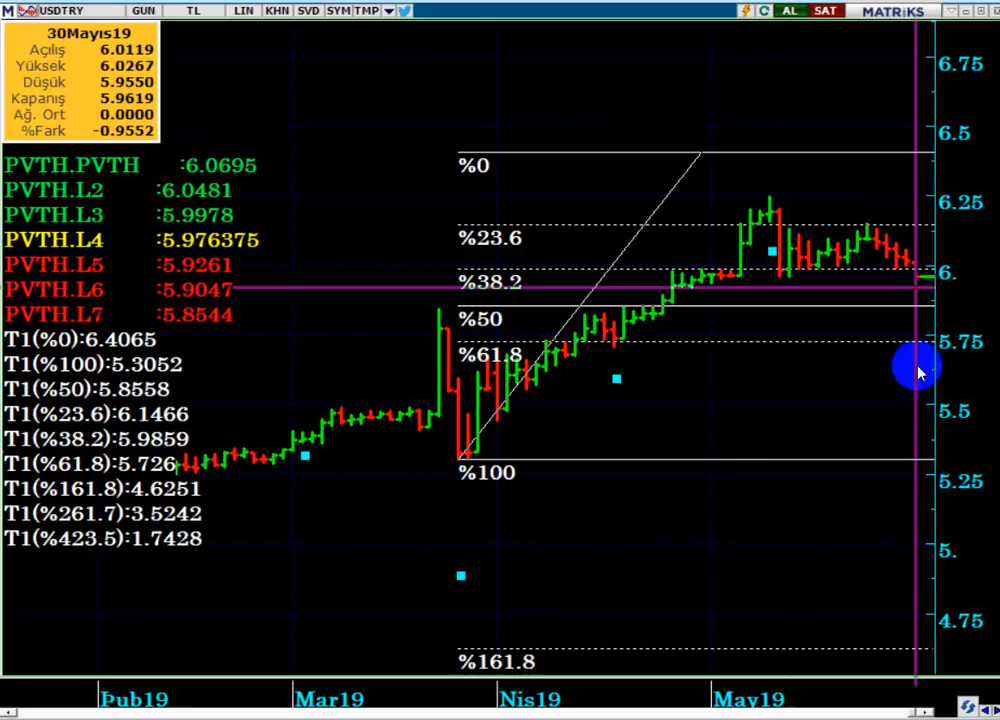 M USDTRY GUN TL LIN KHN SVD SYM TMP AL SAT MATRİKS
30Mayıs19
Açılış 6.0119
Yüksek 6.0267
Düşük 5.9550
Kapanış 5.9619
Ağ. Ort 0.0000
%Fark -0.9552
PVTH.PVTH :6.0695
PVTH.L2 :6.0481
PVTH.L3 :5.9978
PVTH.L4 :5.976375
PVTH.L5 :5.9261
PVTH.L6 :5.9047
PVTH.L7 :5.8544
T1(%0):6.4065
T1(%100):5.3052
T1(%50):5.8558
T1(%23.6):6.1466
T1(%38.2):5.9859
T1(%61.8):5.726
T1(%161.8):4.6251
T1(%261.7):3.5242
T1(%423.5):1.7428
%0
%23.6
%38.2
%50
%61.8
%100
%161.8
6.75
6.5
6.25
6.
5.75
5.5
5.25
5.
4.75
Þub19 Mar19 Nis19 May19